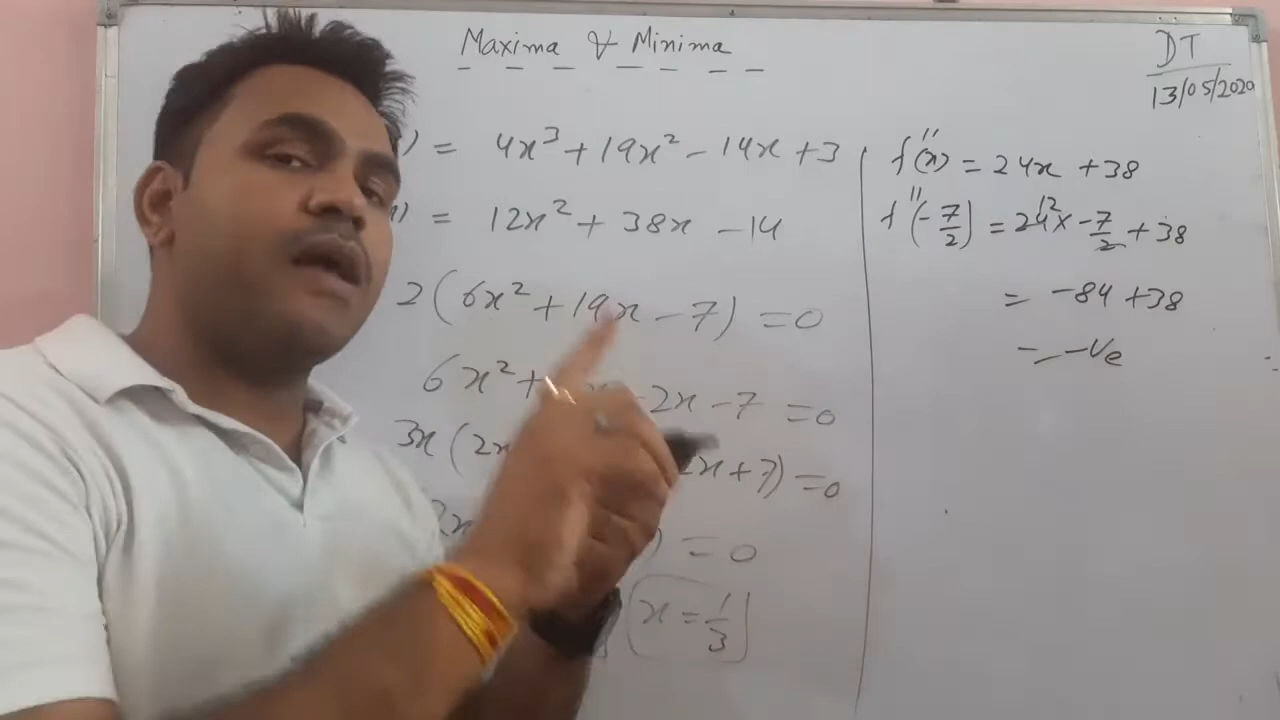 Maxima & Minima
DT
13/05/2020
) = 4x³ + 19x² - 14x + 3
) = 12x² + 38x - 14
2(6x² + 19x - 7) = 0
6x² + 2x - 7 = 0
3x(2x x + 7) = 0
= 0
x = 1/3
f''(x) = 24x + 38
f''(-7/2) = 24 12 x -7/2 + 38
= -84 + 38
= -ve